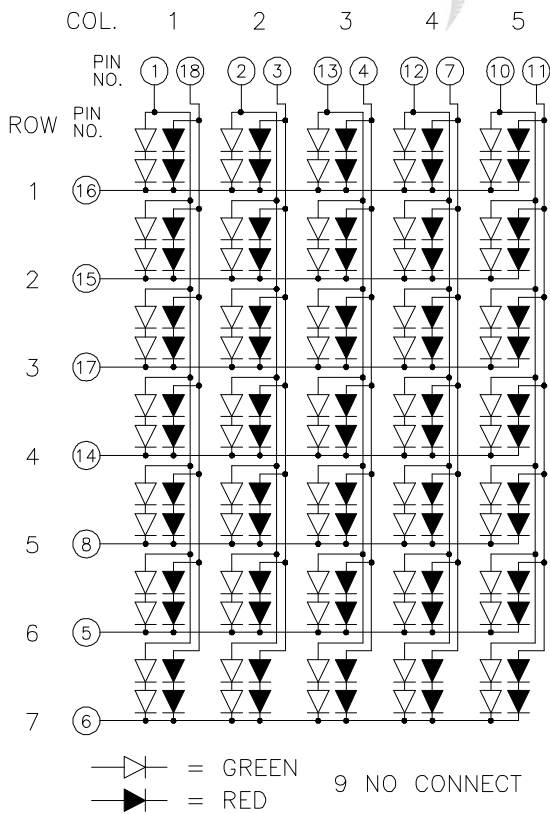 COL. 1 2 3 4 5
PIN NO. 1 18 2 3 13 4 12 7 10 11
ROW PIN NO.
1 16
2 15
3 17
4 14
5 8
6 5
7 6
= GREEN
= RED
9 NO CONNECT